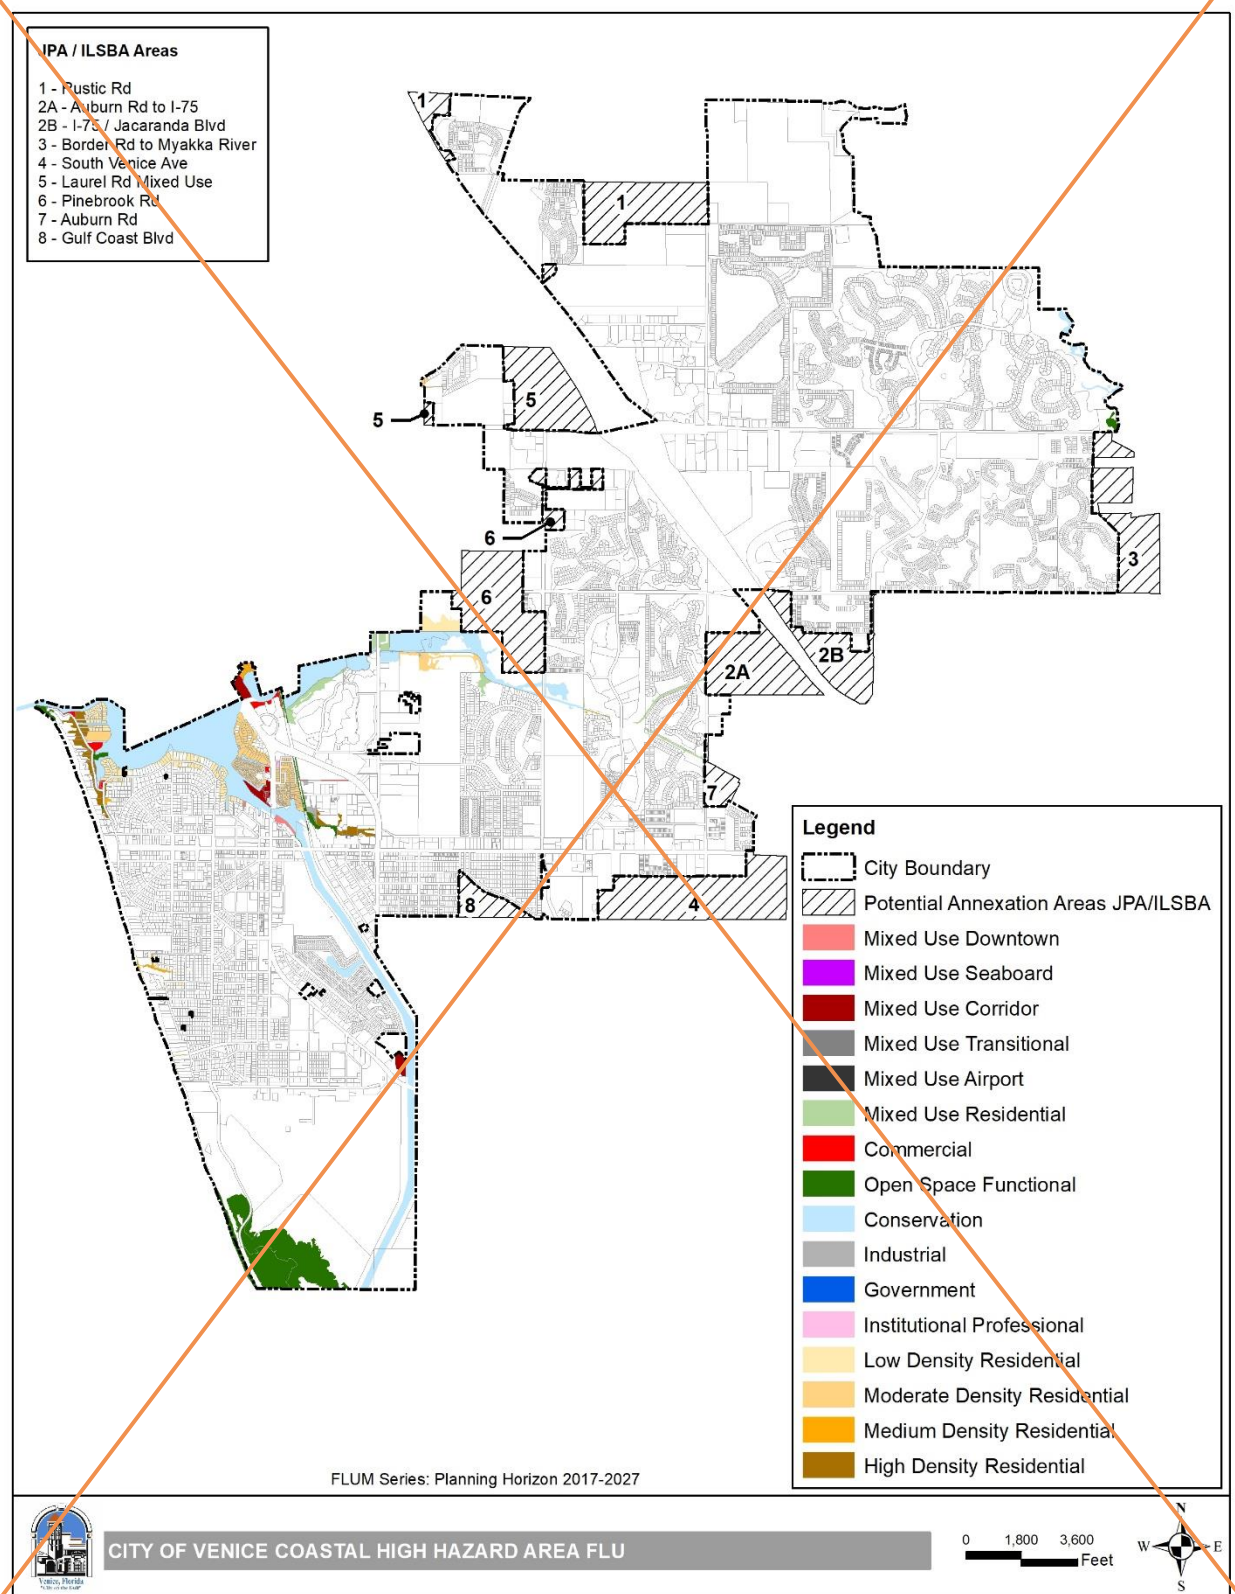 JPA / ILSBA Areas
1 - Rustic Rd
2A - Auburn Rd to I-75
2B - I-75 / Jacaranda Blvd
3 - Border Rd to Myakka River
4 - South Venice Ave
5 - Laurel Rd Mixed Use
6 - Pinebrook Rd
7 - Auburn Rd
8 - Gulf Coast Blvd
1
1
5
5
6
3
6
2B
2A
7
8
4
Legend
City Boundary
Potential Annexation Areas JPA/ILSBA
Mixed Use Downtown
Mixed Use Seaboard
Mixed Use Corridor
Mixed Use Transitional
Mixed Use Airport
Mixed Use Residential
Commercial
Open Space Functional
Conservation
Industrial
Government
Institutional Professional
Low Density Residential
Moderate Density Residential
Medium Density Residential
High Density Residential
FLUM Series: Planning Horizon 2017-2027
CITY OF VENICE COASTAL HIGH HAZARD AREA FLU
0 1,800 3,600
Feet
N
W E
S
Venice, Florida
"City on the Gulf"